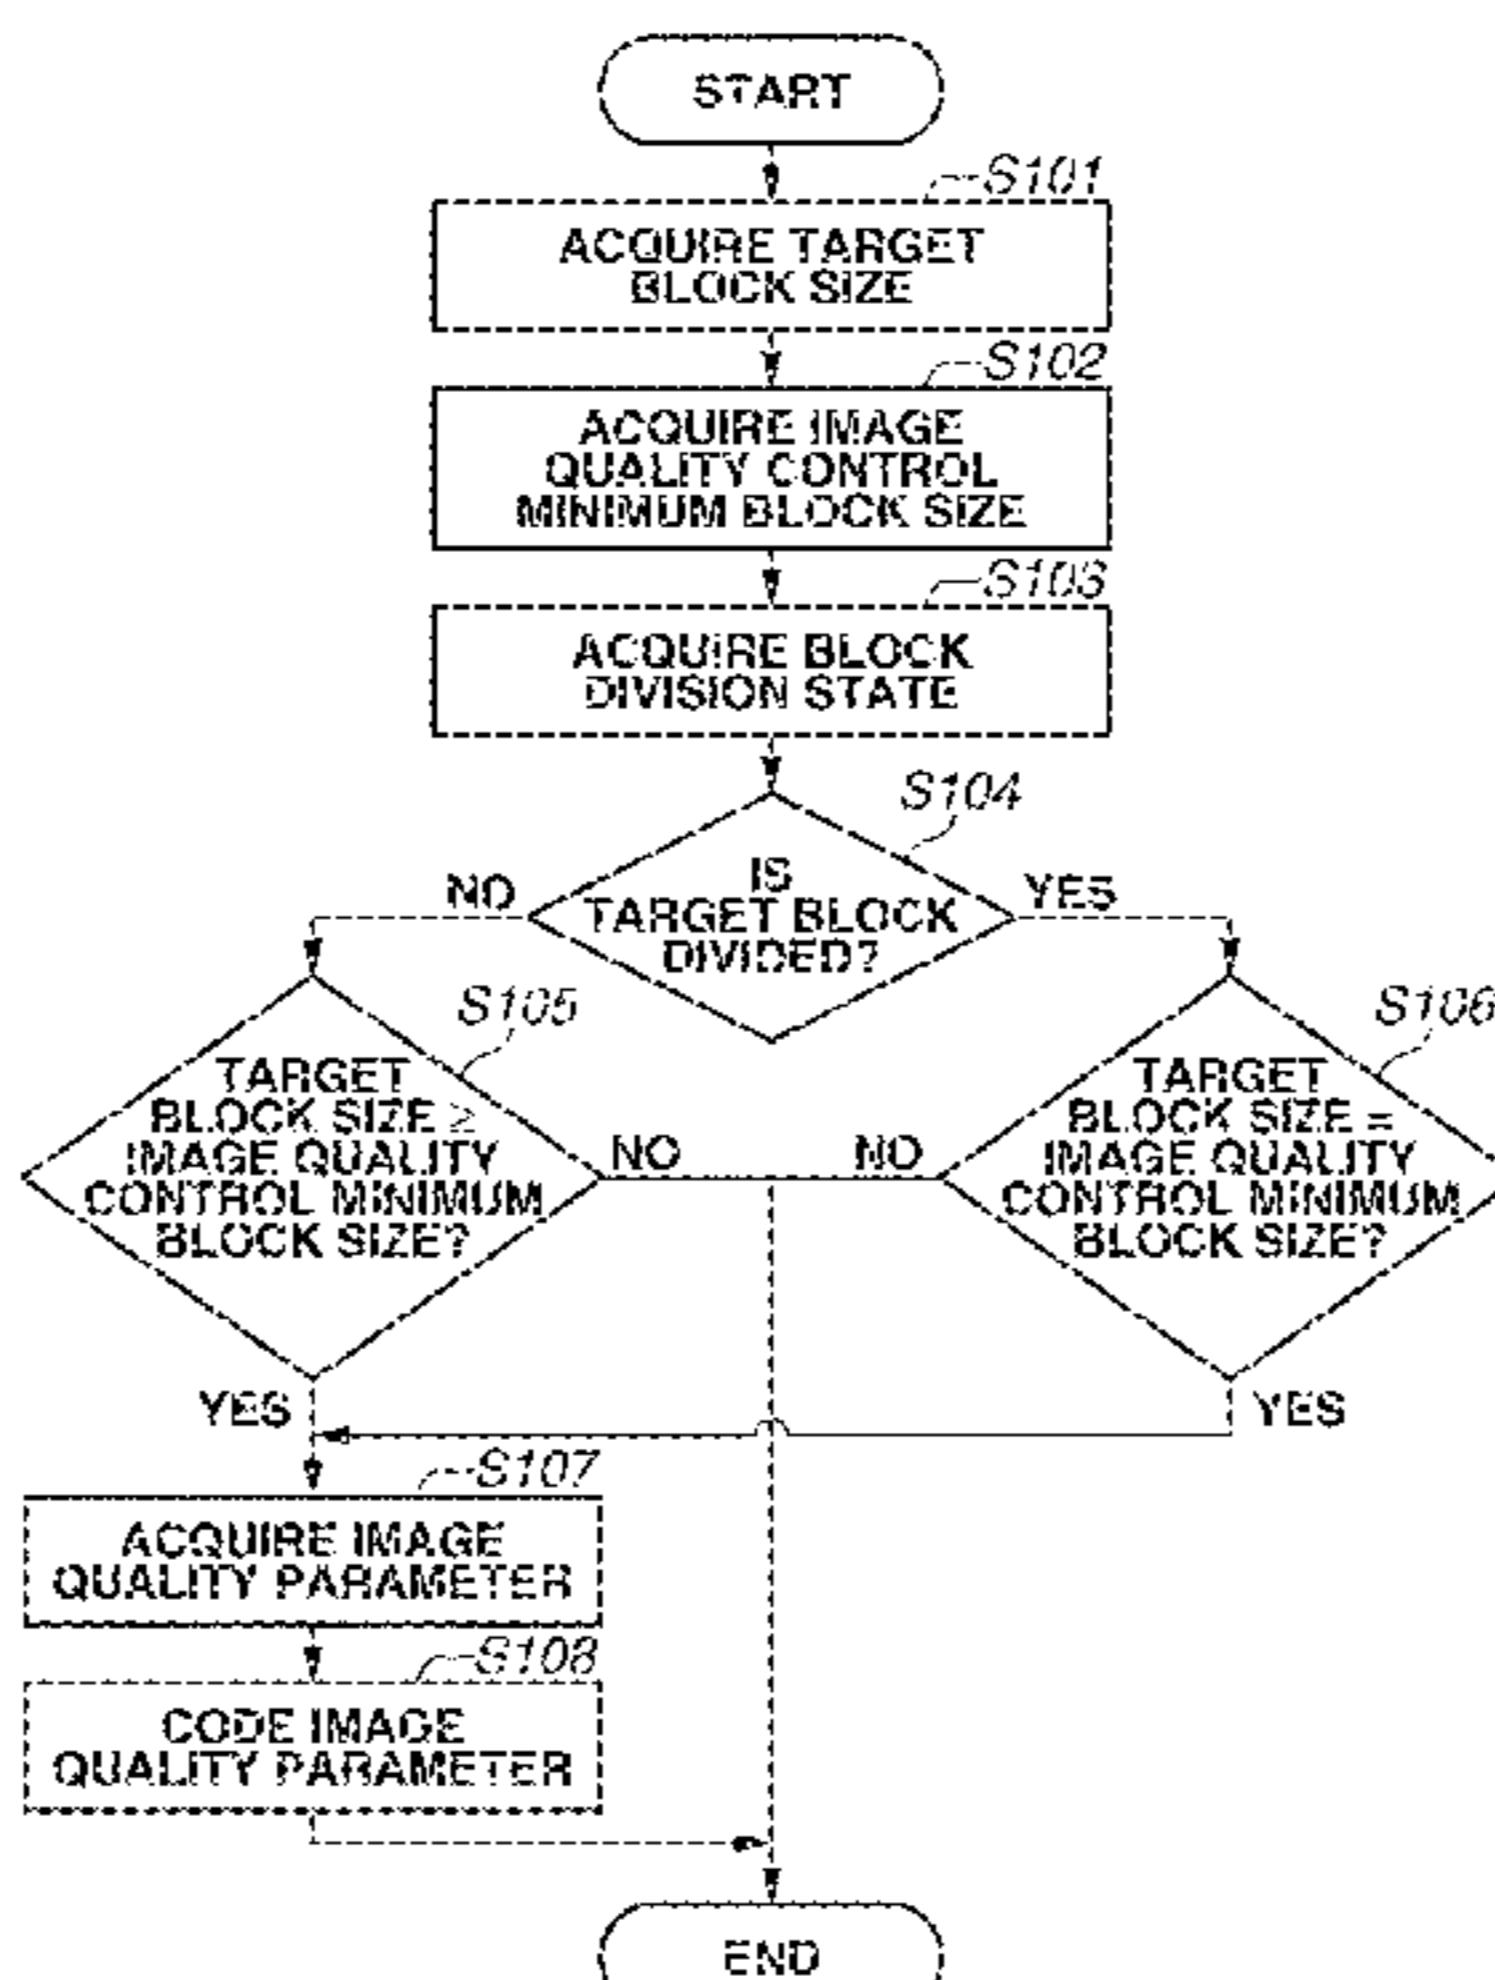 START
S101
ACQUIRE TARGET
BLOCK SIZE
S102
ACQUIRE IMAGE
QUALITY CONTROL
MINIMUM BLOCK SIZE
S103
ACQUIRE BLOCK
DIVISION STATE
S104
NO
IS
TARGET BLOCK
DIVIDED?
YES
S105
TARGET
BLOCK SIZE ≥
IMAGE QUALITY
CONTROL MINIMUM
BLOCK SIZE?
NO
NO
S106
TARGET
BLOCK SIZE =
IMAGE QUALITY
CONTROL MINIMUM
BLOCK SIZE?
YES
YES
S107
ACQUIRE IMAGE
QUALITY PARAMETER
S108
CODE IMAGE
QUALITY PARAMETER
END